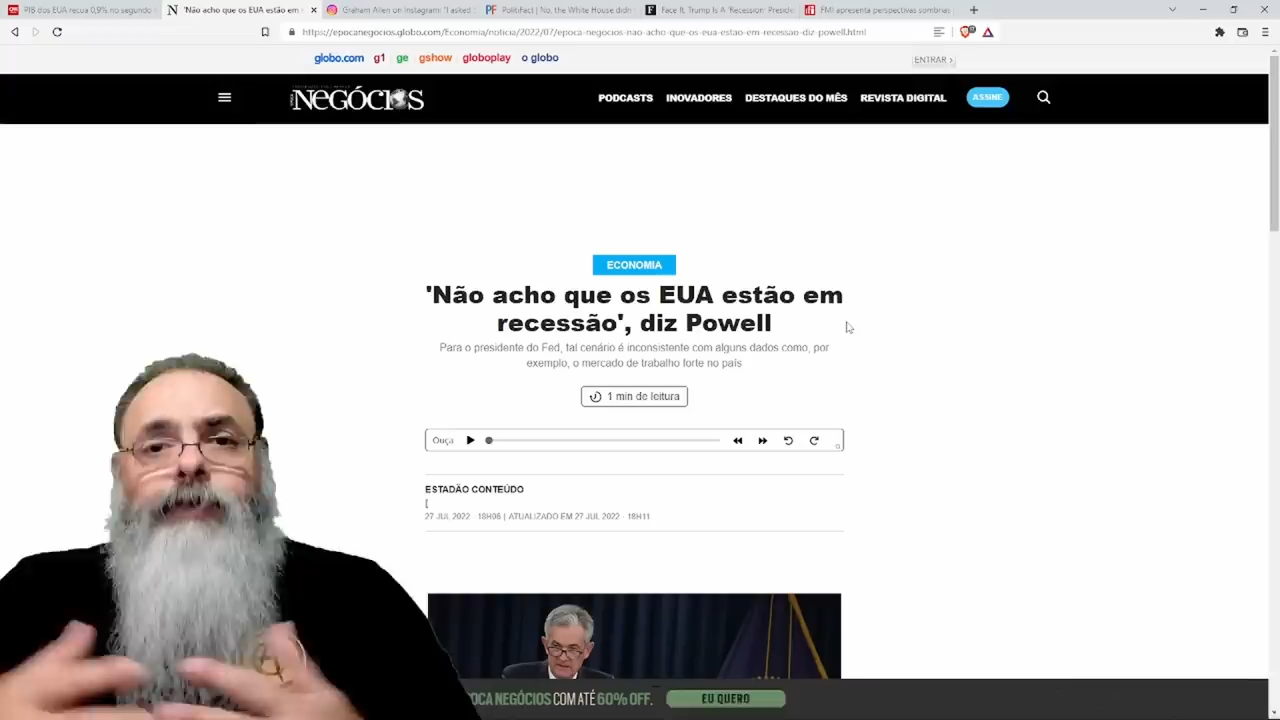 PIB dos EUA recua 0,9% no segundo t
'Não acho que os EUA estão em r
Graham Allen on Instagram: "I asked
PolitiFact | No, the White House didn
Face It, Trump Is A 'Recession' Preside
FMI apresenta perspectivas sombrias
https://epocanegocios.globo.com/Economia/noticia/2022/07/epoca-negocios-nao-acho-que-os-eua-estao-em-recessao-diz-powell.html
globo.com g1 ge gshow globoplay o globo
ENTRAR
NEGÓCIOS
PODCASTS INOVADORES DESTAQUES DO MÊS REVISTA DIGITAL ASSINE
ECONOMIA
'Não acho que os EUA estão em
recessão', diz Powell
Para o presidente do Fed, tal cenário é inconsistente com alguns dados como, por
exemplo, o mercado de trabalho forte no país
1 min de leitura
Ouça
ESTADÃO CONTEÚDO
[
27 JUL 2022 - 18H06 | ATUALIZADO EM 27 JUL 2022 - 18H11
OCA NEGÓCIOS COM ATÉ 60% OFF. EU QUERO